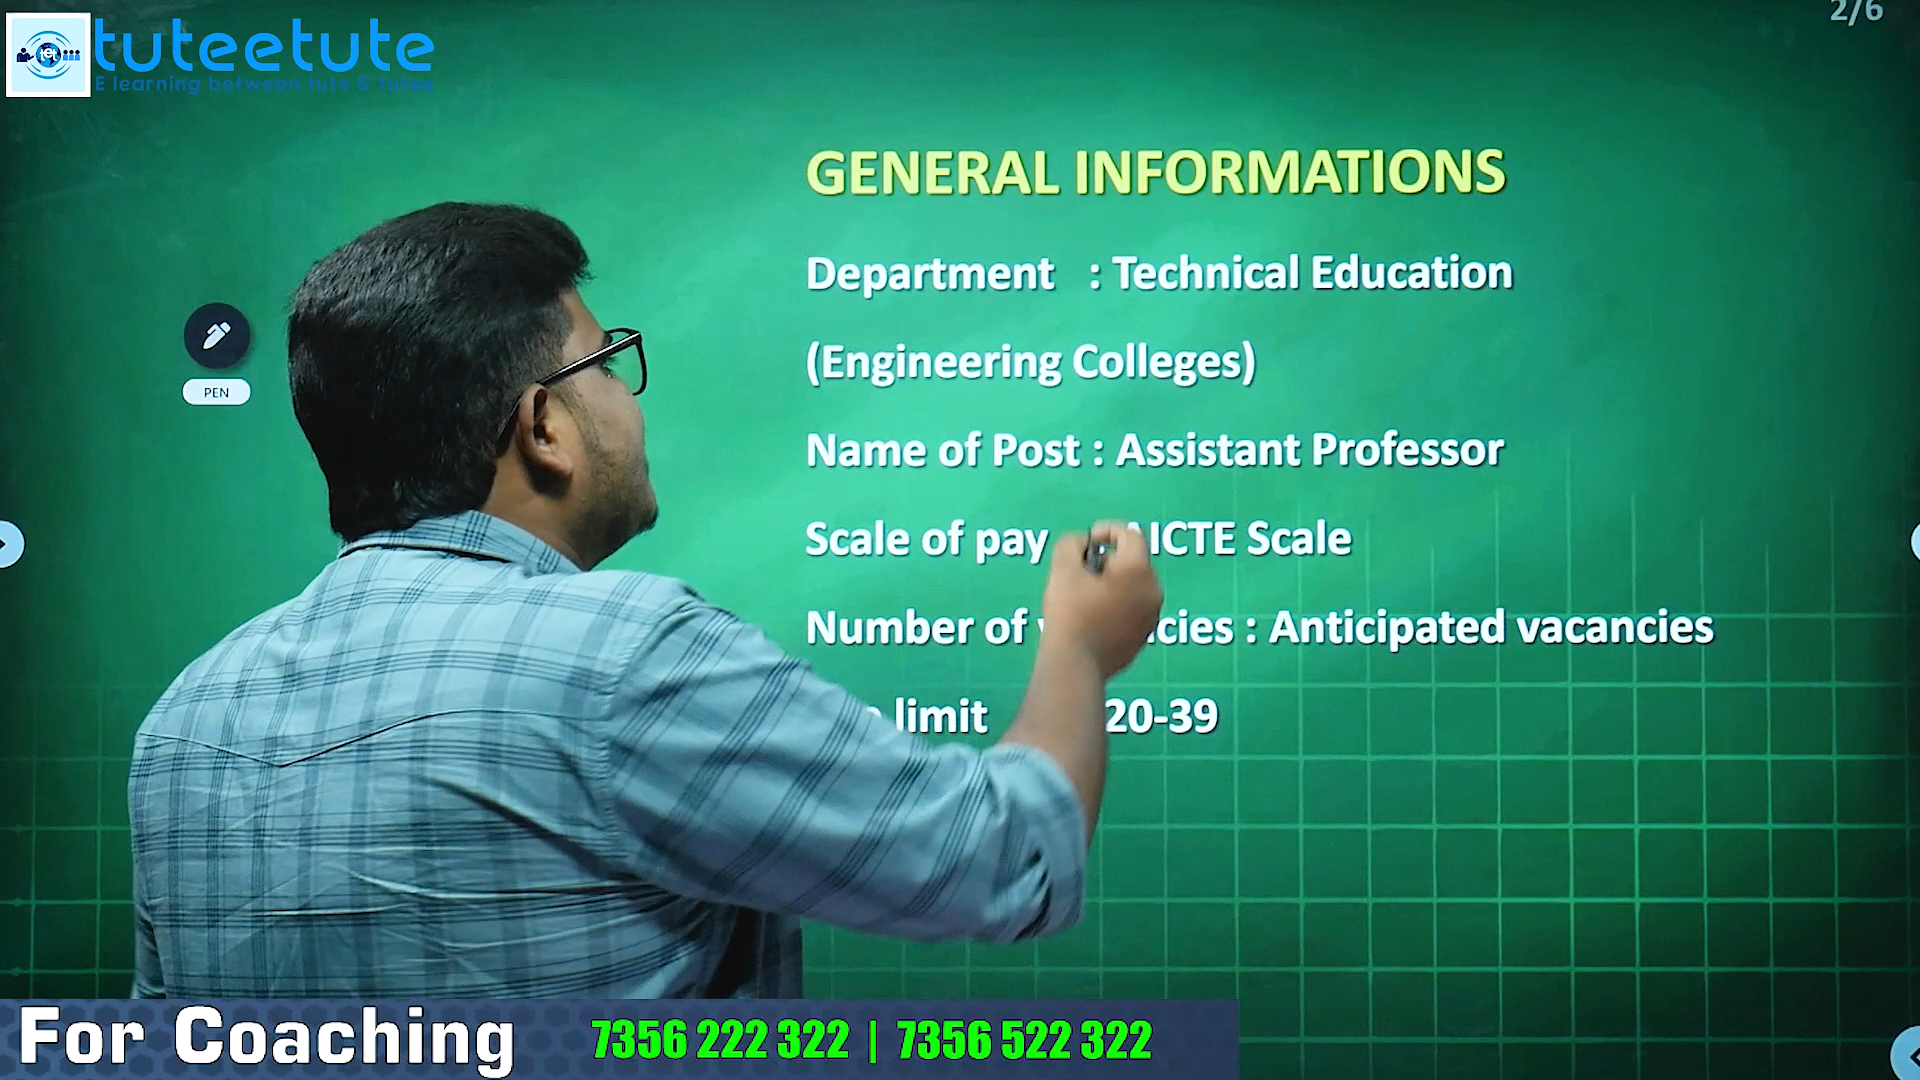 tuteetute
E learning between tute & tutee
2/6
GENERAL INFORMATIONS
Department : Technical Education
(Engineering Colleges)
Name of Post : Assistant Professor
Scale of pay AICTE Scale
Number of : Anticipated vacancies
limit 20-39
PEN
For Coaching
7356 222 322 | 7356 522 322